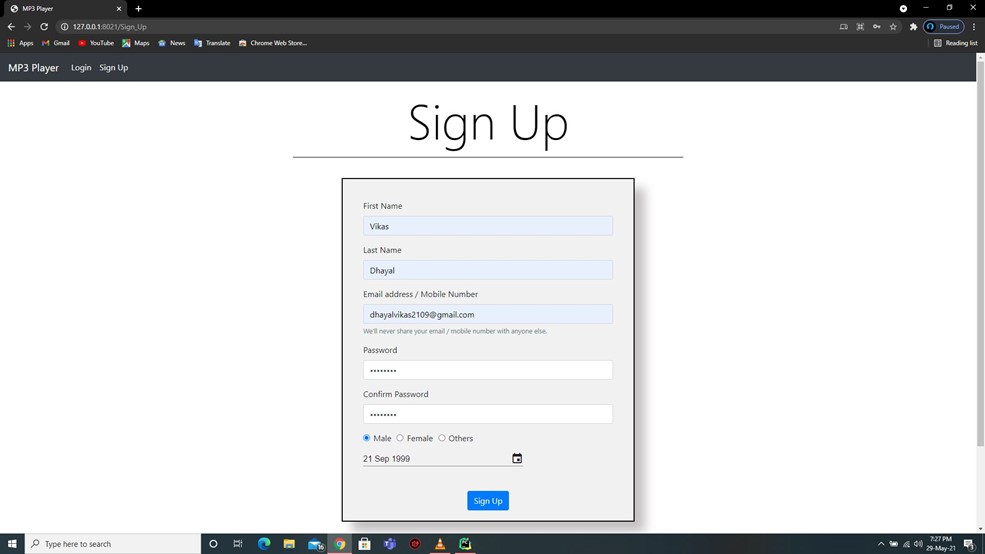 MP3 Player
127.0.0.1:8021/Sign_Up
Paused
Apps
Gmail
YouTube
Maps
News
Translate
Chrome Web Store...
Reading list
MP3 Player Login Sign Up
Sign Up
First Name
Vikas
Last Name
Dhayal
Email address / Mobile Number
dhayalvikas2109@gmail.com
We'll never share your email / mobile number with anyone else.
Password
••••••••
Confirm Password
••••••••
Male Female Others
21 Sep 1999
Sign Up
Type here to search
7:27 PM
29-May-21